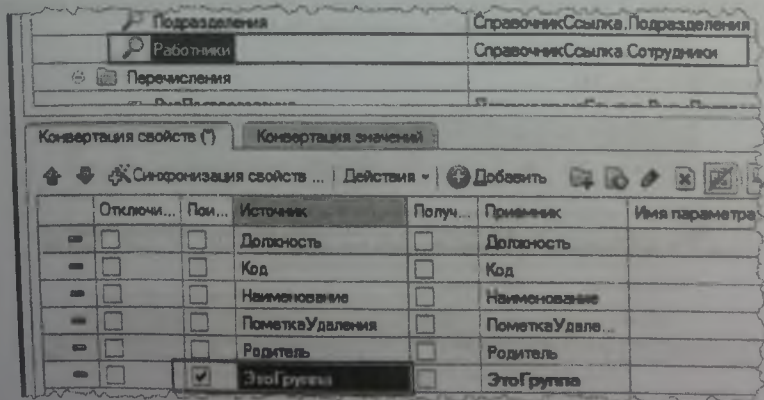 Подразделения СправочникСсылка.Подразделения
Работники СправочникСсылка.Сотрудники
Перечисления
Конвертация свойств (*) Конвертация значений
Синхронизация свойств ... Действия Добавить
Отключи... Пои... Источник Получ... Приемник Имя параметра
Должность Должность
Код Код
Наименование Наименование
ПометкаУдаления ПометкаУдале...
Родитель Родитель
ЭтоГруппа ЭтоГруппа